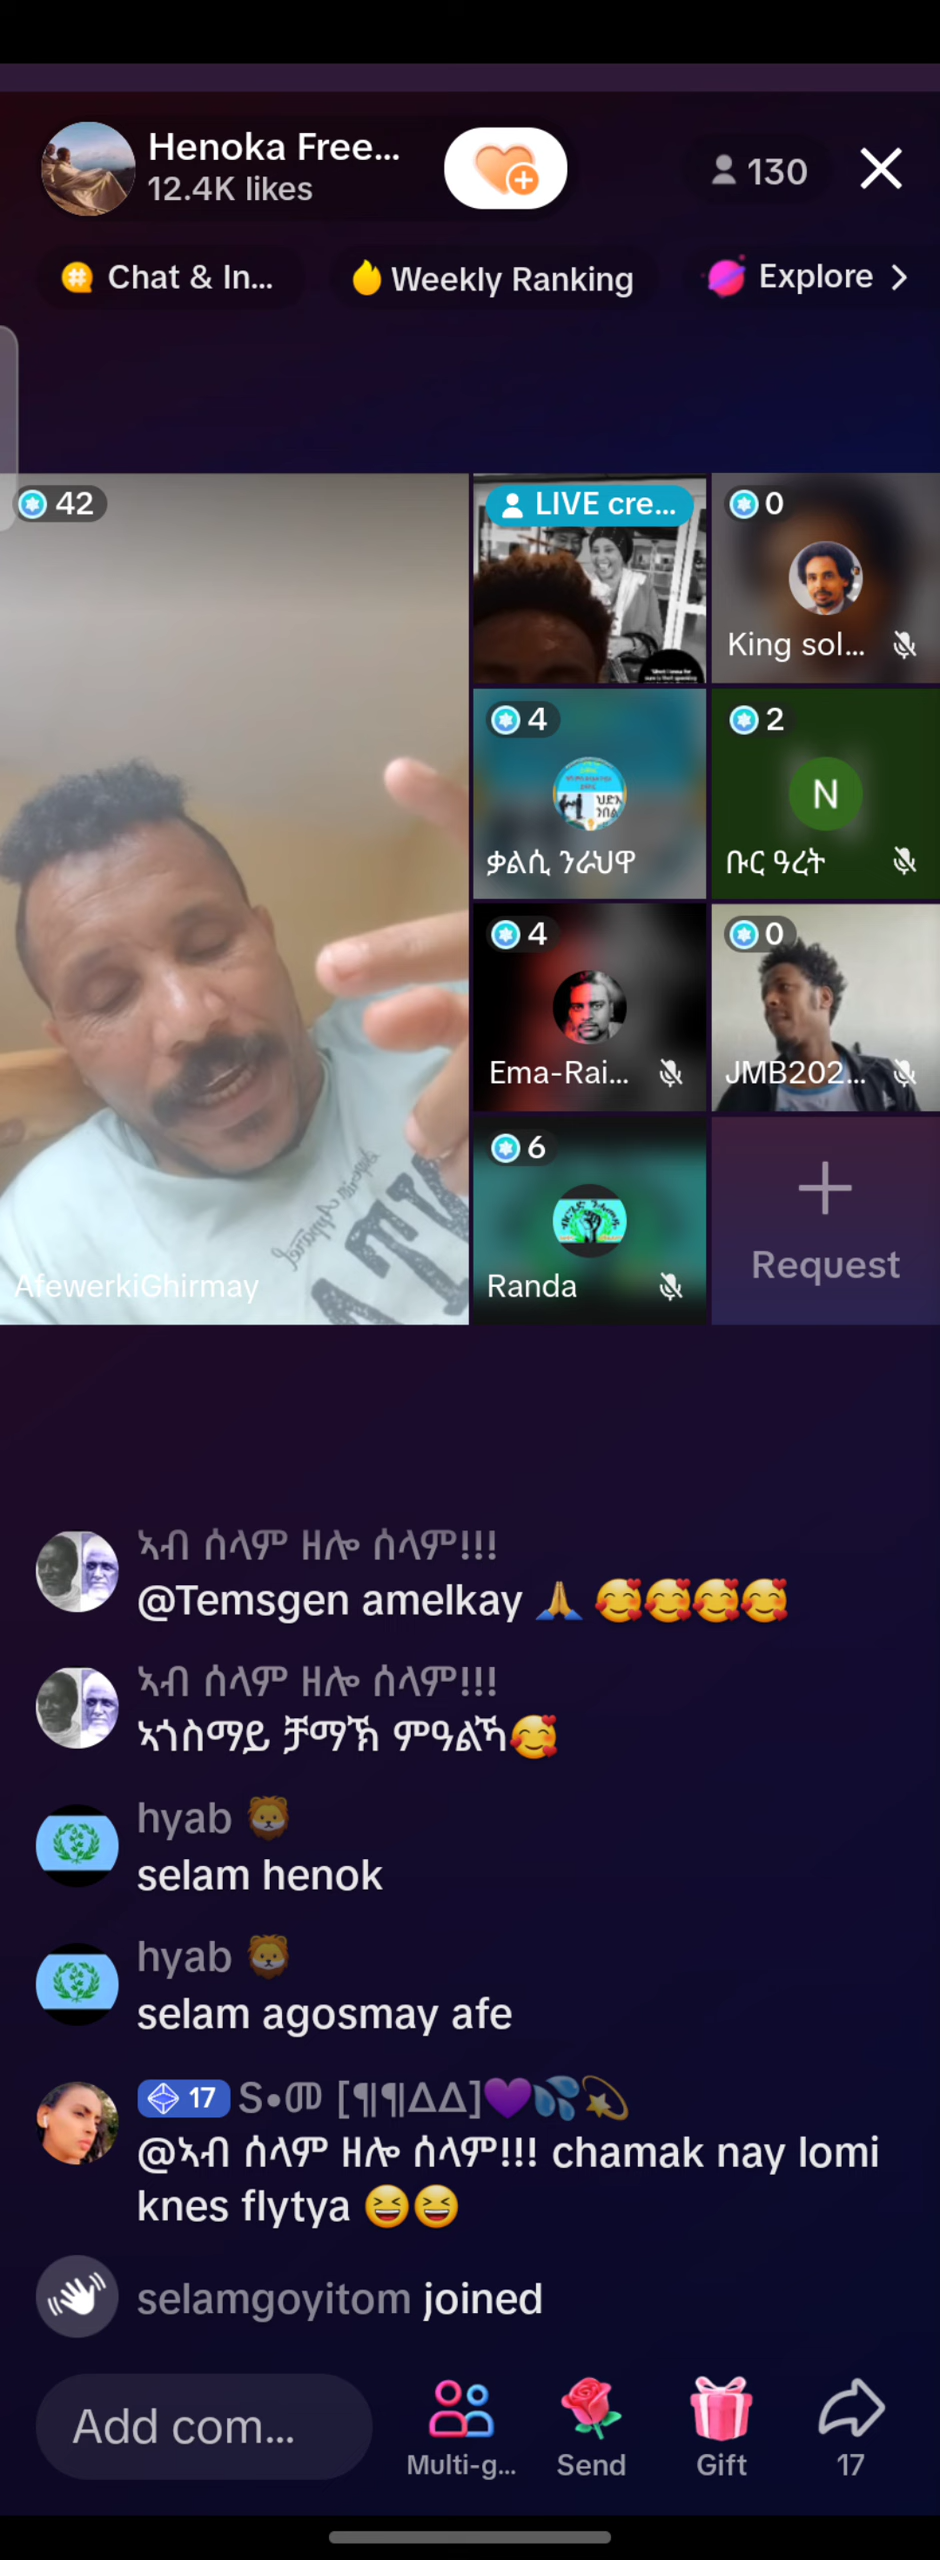 Henoka Free...
12.4K likes
130
Chat & In...
Weekly Ranking
Explore
42
LIVE cre...
0
King sol...
4
ቃልሲ ንራህዋ
2
N
ቡር ዓረት
4
Ema-Rai...
0
JMB202...
AfewerkiGhirmay
6
Randa
Request
ኣብ ሰላም ዘሎ ሰላም!!!
@Temsgen amelkay 🙏 🥰🥰🥰🥰
ኣብ ሰላም ዘሎ ሰላም!!!
ኣጎስማይ ቻማኽ ምዓልኻ🥰
hyab 🦁
selam henok
hyab 🦁
selam agosmay afe
17 S•መ [¶¶∆∆]💜💦💫
@ኣብ ሰላም ዘሎ ሰላም!!! chamak nay lomi
knes flytya 😆😆
selamgoyitom joined
Add com...
Multi-g...
Send
Gift
17